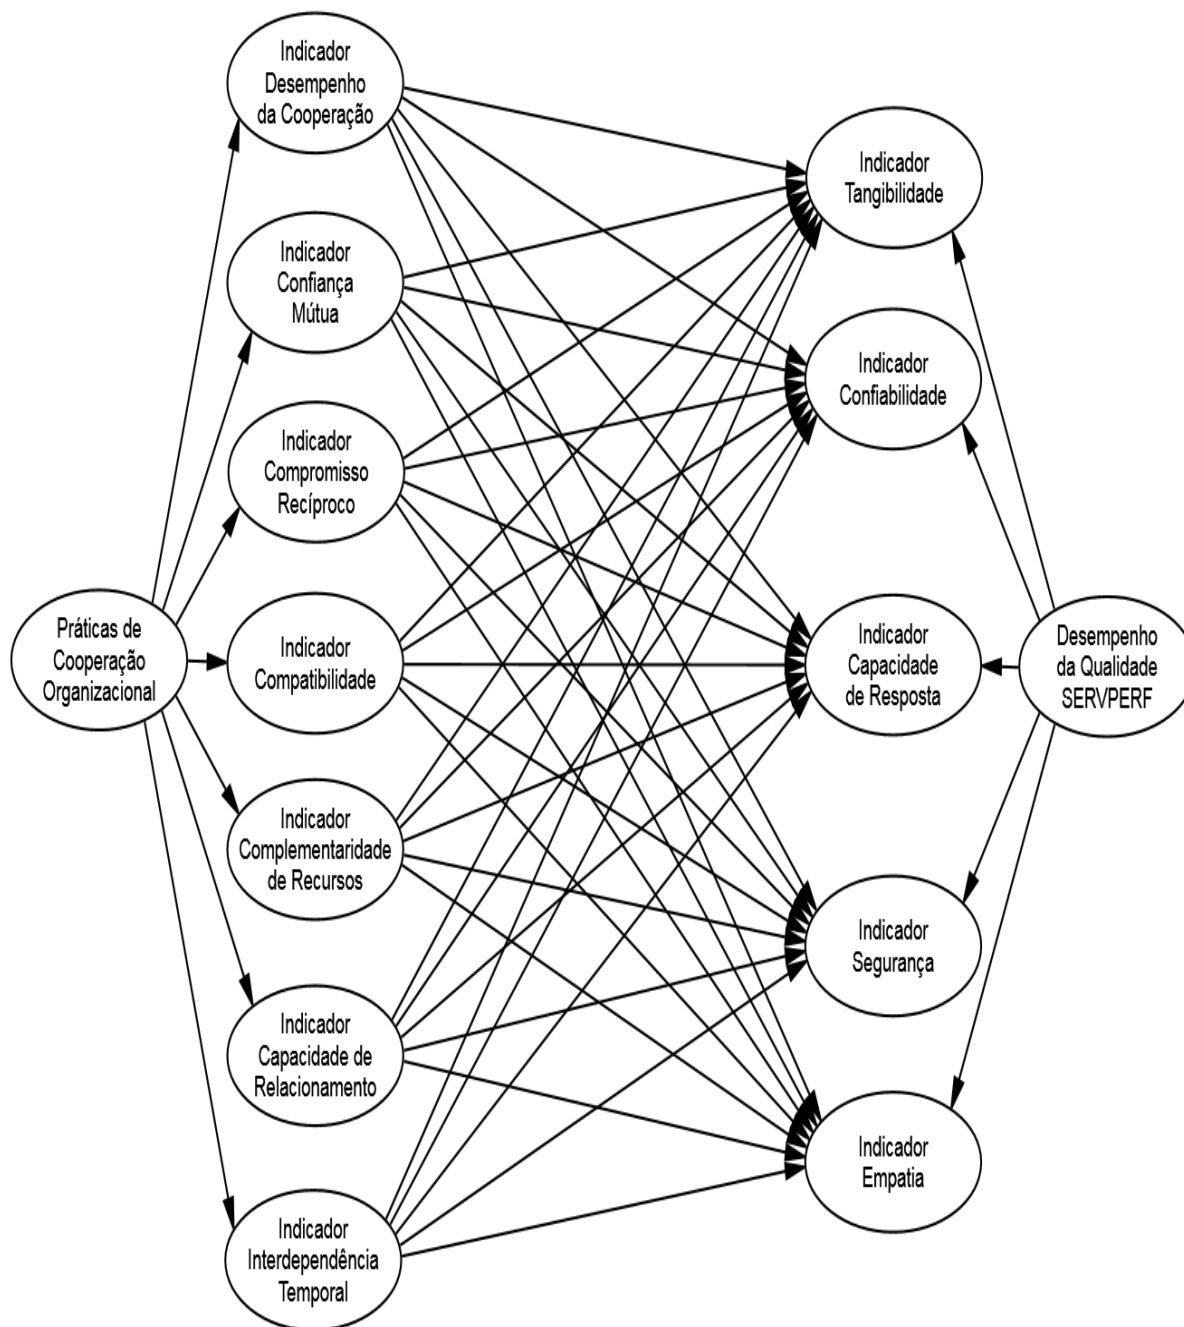 Práticas de
Cooperação
Organizacional
Indicador
Desempenho
da Cooperação
Indicador
Confiança
Mútua
Indicador
Compromisso
Recíproco
Indicador
Compatibilidade
Indicador
Complementaridade
de Recursos
Indicador
Capacidade de
Relacionamento
Indicador
Interdependência
Temporal
Indicador
Tangibilidade
Indicador
Confiabilidade
Indicador
Capacidade
de Resposta
Indicador
Segurança
Indicador
Empatia
Desempenho
da Qualidade
SERVPERF